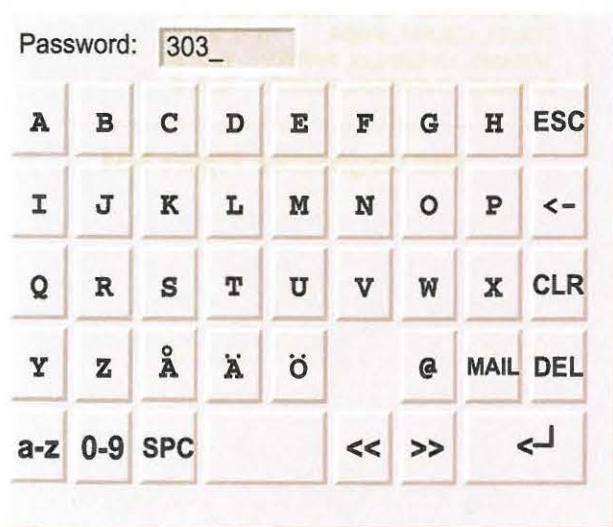 Password: 303_
A B C D E F G H ESC
I J K L M N O P <-
Q R S T U V W X CLR
Y Z Å Ä Ö @ MAIL DEL
a-z 0-9 SPC << >> <┘